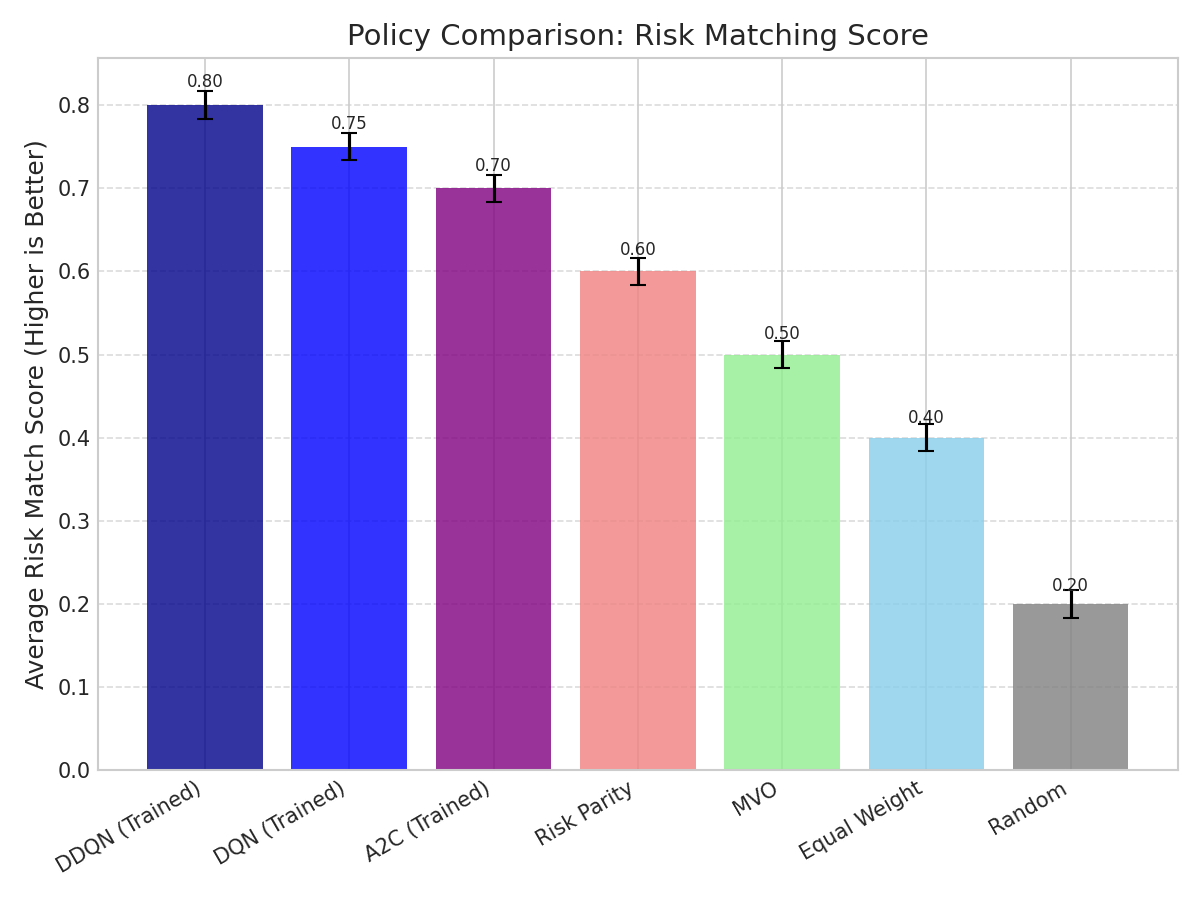 Policy Comparison: Risk Matching Score
Average Risk Match Score (Higher is Better)
0.8
0.7
0.6
0.5
0.4
0.3
0.2
0.1
0.0
0.80
0.75
0.70
0.60
0.50
0.40
0.20
DDQN (Trained)
DQN (Trained)
A2C (Trained)
Risk Parity
MVO
Equal Weight
Random